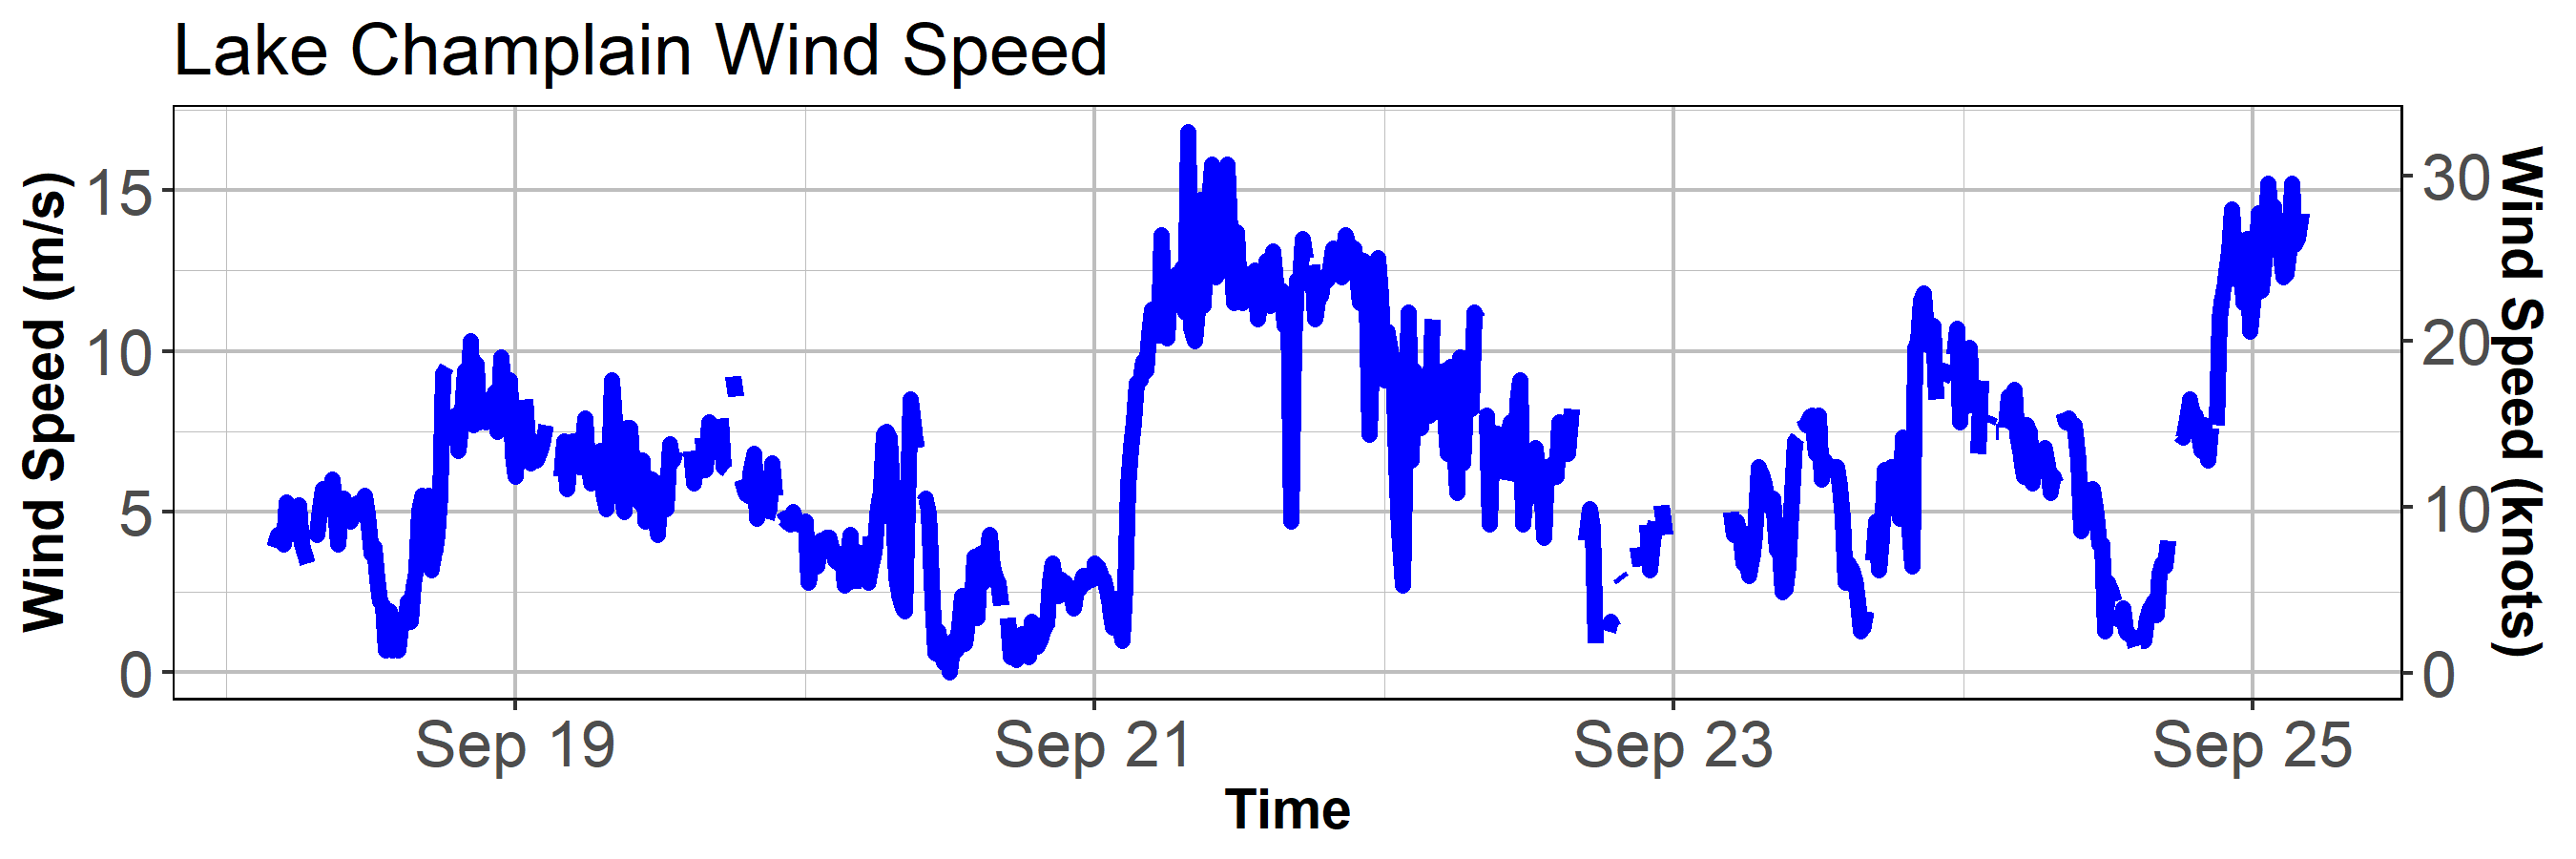 Lake Champlain Wind Speed
Wind Speed (m/s)
15
10
5
0
30
20
10
0
Wind Speed (knots)
Sep 19
Sep 21
Sep 23
Sep 25
Time